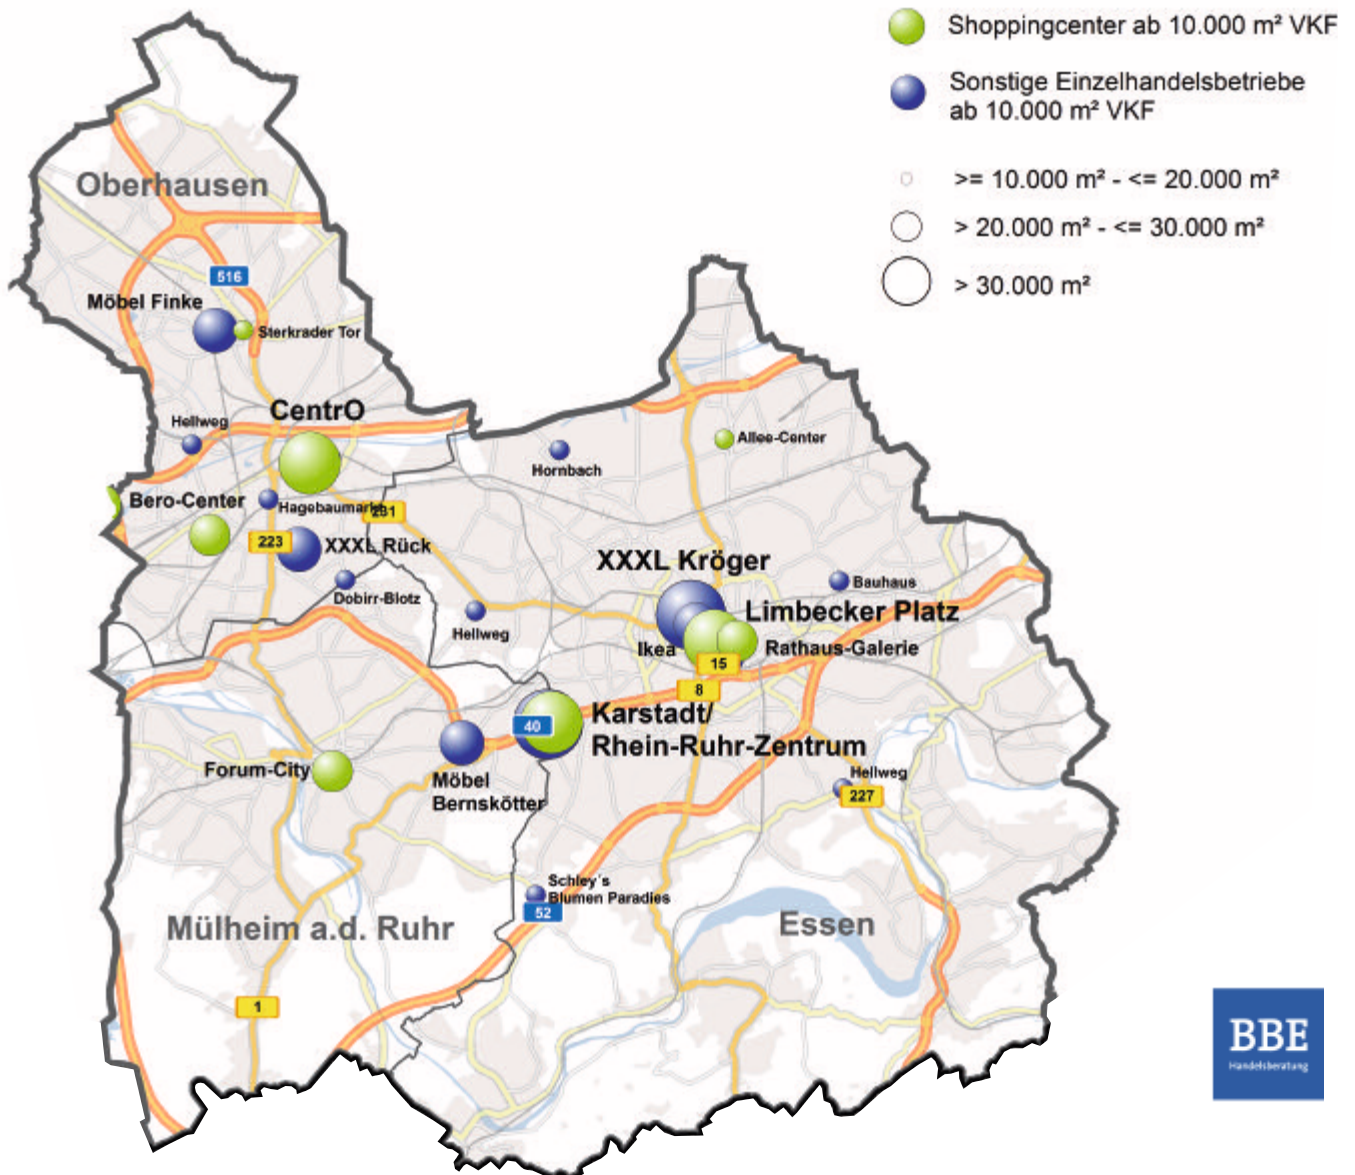 Shoppingcenter ab 10.000 m² VKF
Sonstige Einzelhandelsbetriebe
ab 10.000 m² VKF
>= 10.000 m² - <= 20.000 m²
> 20.000 m² - <= 30.000 m²
> 30.000 m²
Oberhausen
516
Möbel Finke
Sterkrader Tor
CentrO
Hellweg
Allee-Center
Hornbach
Bero-Center
Hagebaumarkt
231
223
XXXL Rück
XXXL Kröger
Dobirr-Blotz
Bauhaus
Hellweg
Limbecker Platz
Ikea
Rathaus-Galerie
15
8
Karstadt/
Rhein-Ruhr-Zentrum
40
Forum-City
Möbel
Bernskötter
Hellweg
227
Schley´s
Blumen Paradies
52
Mülheim a.d. Ruhr
Essen
1
BBE
Handelsberatung